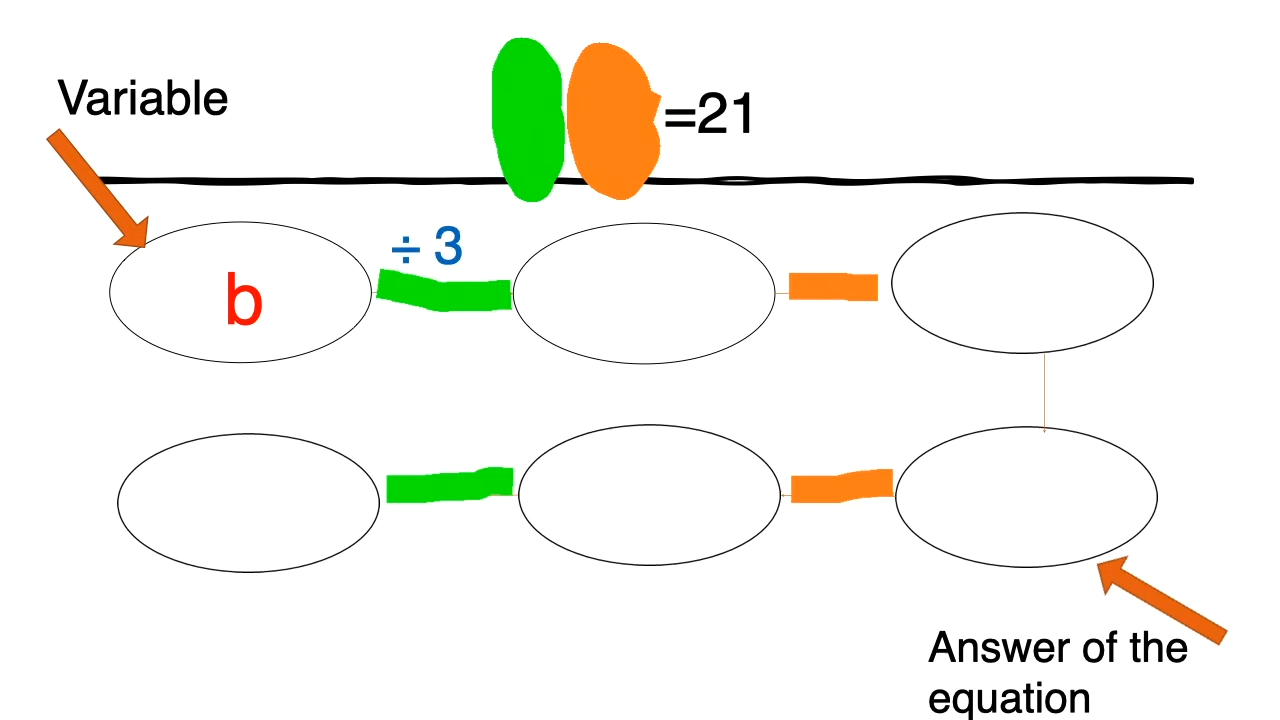 Variable
=21
÷ 3
b
Answer of the
equation